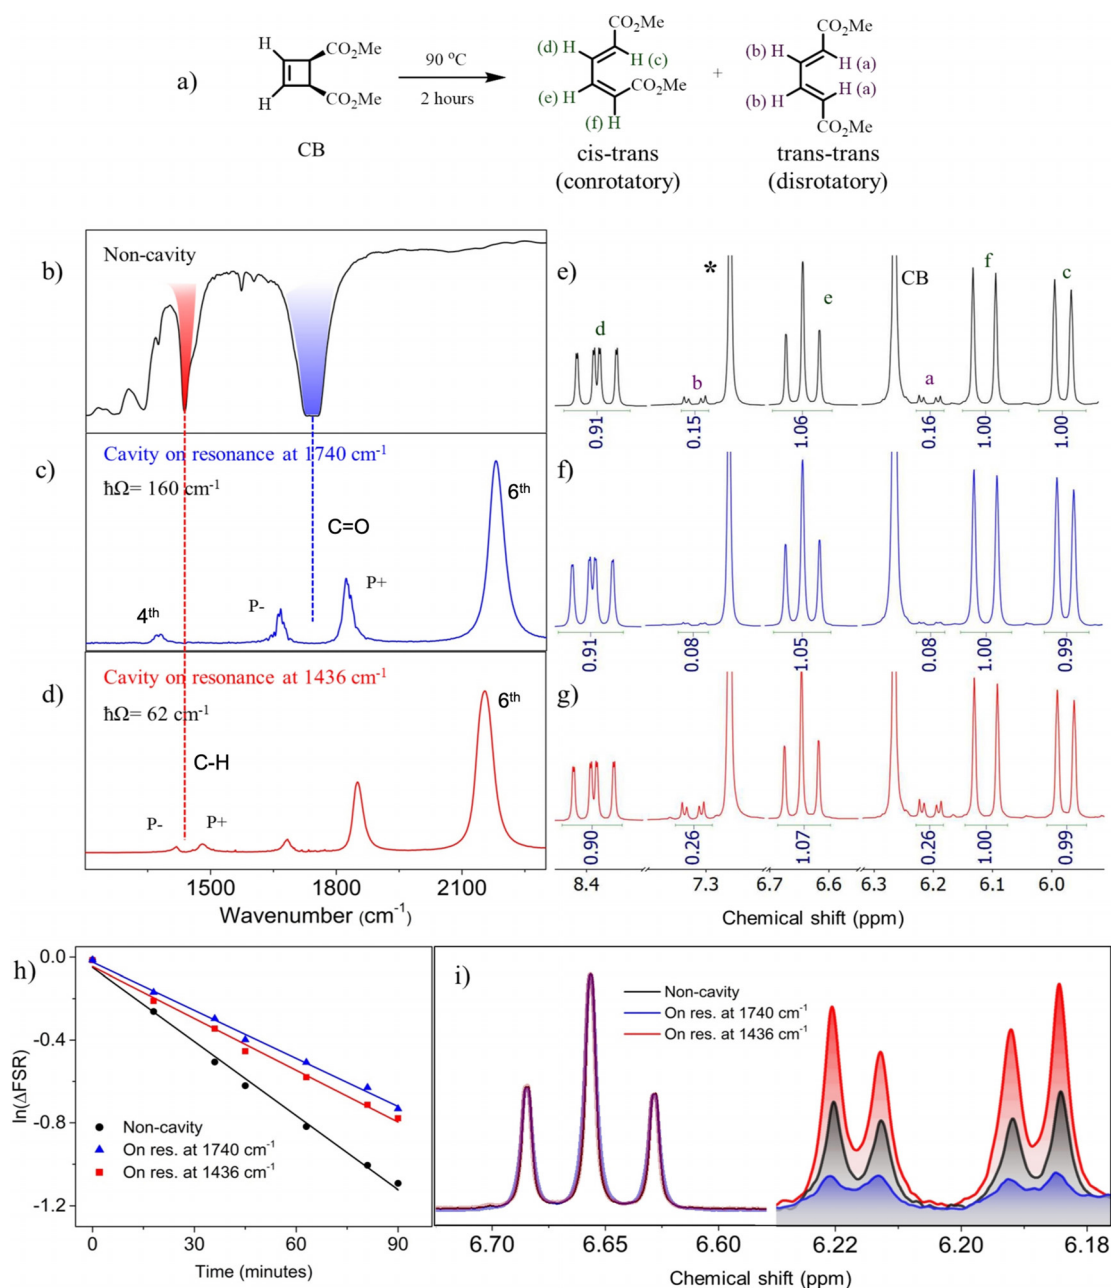 a)
H
H
CO₂Me
CO₂Me
CB
90 °C
2 hours
CO₂Me
(d) H
H (c)
CO₂Me
(e) H
(f) H
cis-trans
(conrotatory)
+
CO₂Me
(b) H
H (a)
(b) H
H (a)
CO₂Me
trans-trans
(disrotatory)
b)
Non-cavity
c)
Cavity on resonance at 1740 cm⁻¹
ħΩ= 160 cm⁻¹
C=O
6th
4th
P-
P+
d)
Cavity on resonance at 1436 cm⁻¹
ħΩ= 62 cm⁻¹
6th
C-H
P-
P+
1500
1800
2100
Wavenumber (cm⁻¹)
e)
d
b
*
e
CB
a
f
c
0.91
0.15
1.06
0.16
1.00
1.00
f)
0.91
0.08
1.05
0.08
1.00
0.99
g)
0.90
0.26
1.07
0.26
1.00
0.99
8.4
7.3
6.7
6.6
6.3
6.2
6.1
6.0
Chemical shift (ppm)
h)
0.0
-0.4
-0.8
-1.2
ln(ΔFSR)
Non-cavity
On res. at 1740 cm⁻¹
On res. at 1436 cm⁻¹
0
30
60
90
Time (minutes)
i)
Non-cavity
On res. at 1740 cm⁻¹
On res. at 1436 cm⁻¹
6.70
6.65
6.60
6.22
6.20
6.18
Chemical shift (ppm)